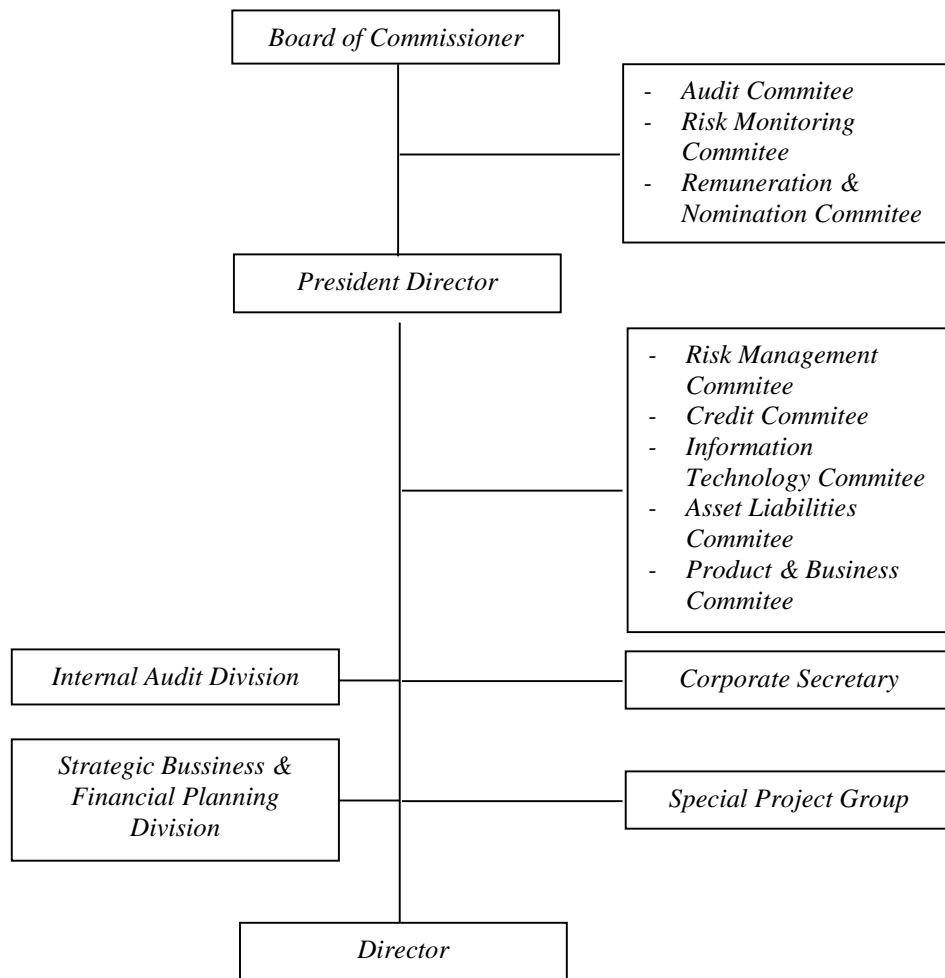 Board of Commissioner
- Audit Commitee
- Risk Monitoring
Commitee
- Remuneration &
Nomination Commitee
President Director
- Risk Management
Commitee
- Credit Commitee
- Information
Technology Commitee
- Asset Liabilities
Commitee
- Product & Business
Commitee
Internal Audit Division
Corporate Secretary
Strategic Bussiness &
Financial Planning
Division
Special Project Group
Director